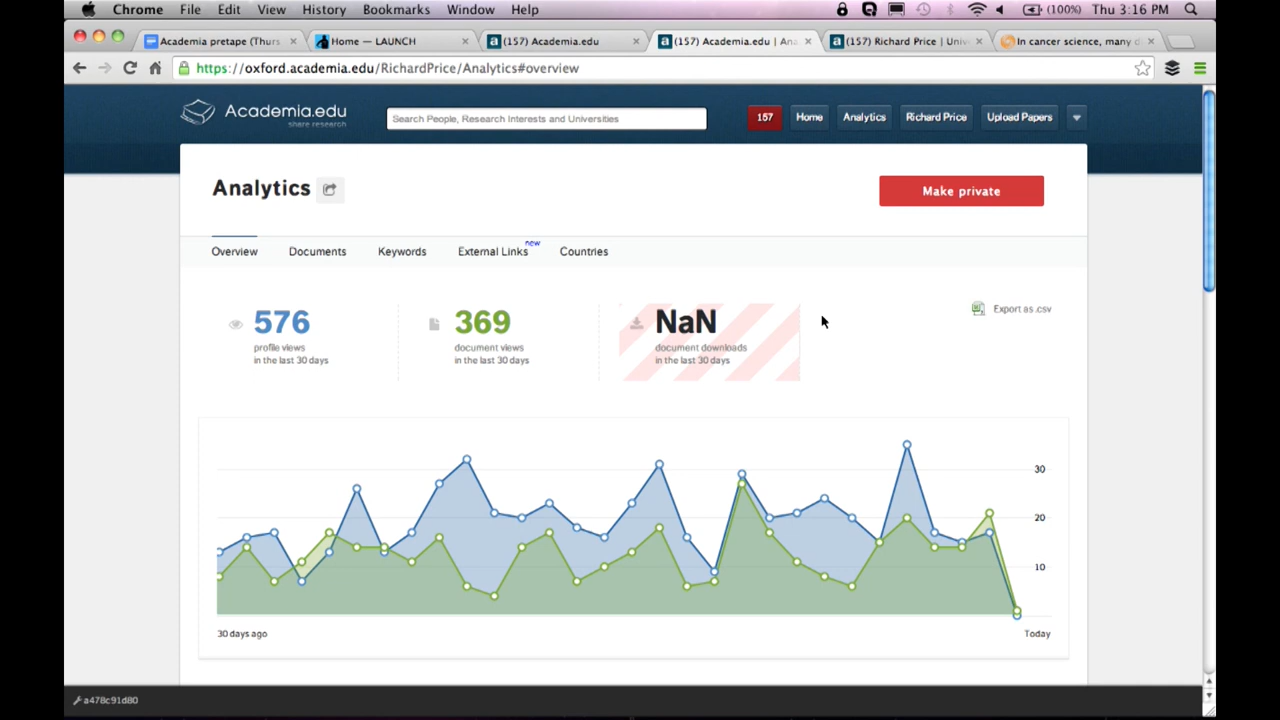 Chrome File Edit View History Bookmarks Window Help (100%) Thu 3:16 PM
Academia pretape (Thurs Home — LAUNCH (157) Academia.edu (157) Academia.edu | Ana (157) Richard Price | Univ In cancer science, many d
https://oxford.academia.edu/RichardPrice/Analytics#overview
Academia.edu
share research
Search People, Research Interests and Universities
157 Home Analytics Richard Price Upload Papers
Analytics
Make private
new
Overview Documents Keywords External Links Countries
576 369 NaN
Export as .csv
profile views document views document downloads
in the last 30 days in the last 30 days in the last 30 days
30
20
10
30 days ago Today
a478c91d80